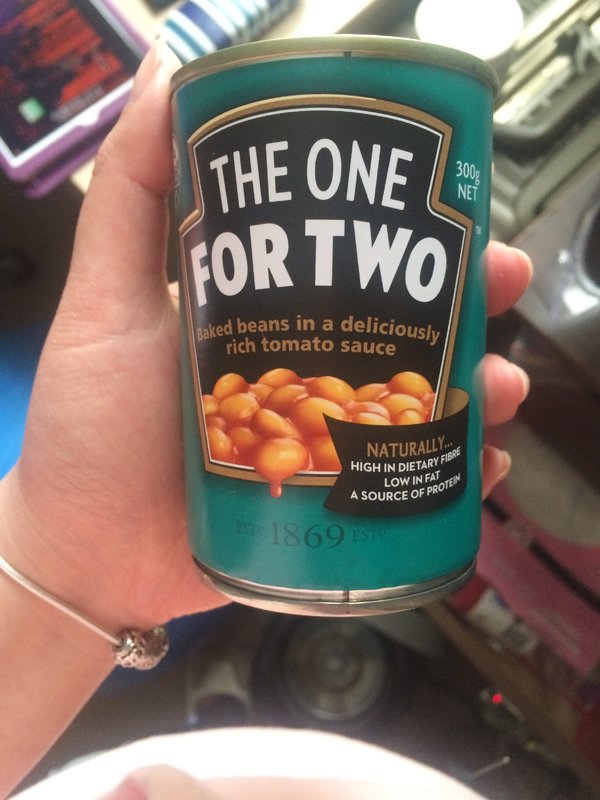 THE ONE
FOR TWO
300g
NET
TM
Baked beans in a deliciously
rich tomato sauce
NATURALLY...
HIGH IN DIETARY FIBRE
LOW IN FAT
A SOURCE OF PROTEIN
ESTD 1869 ESTD